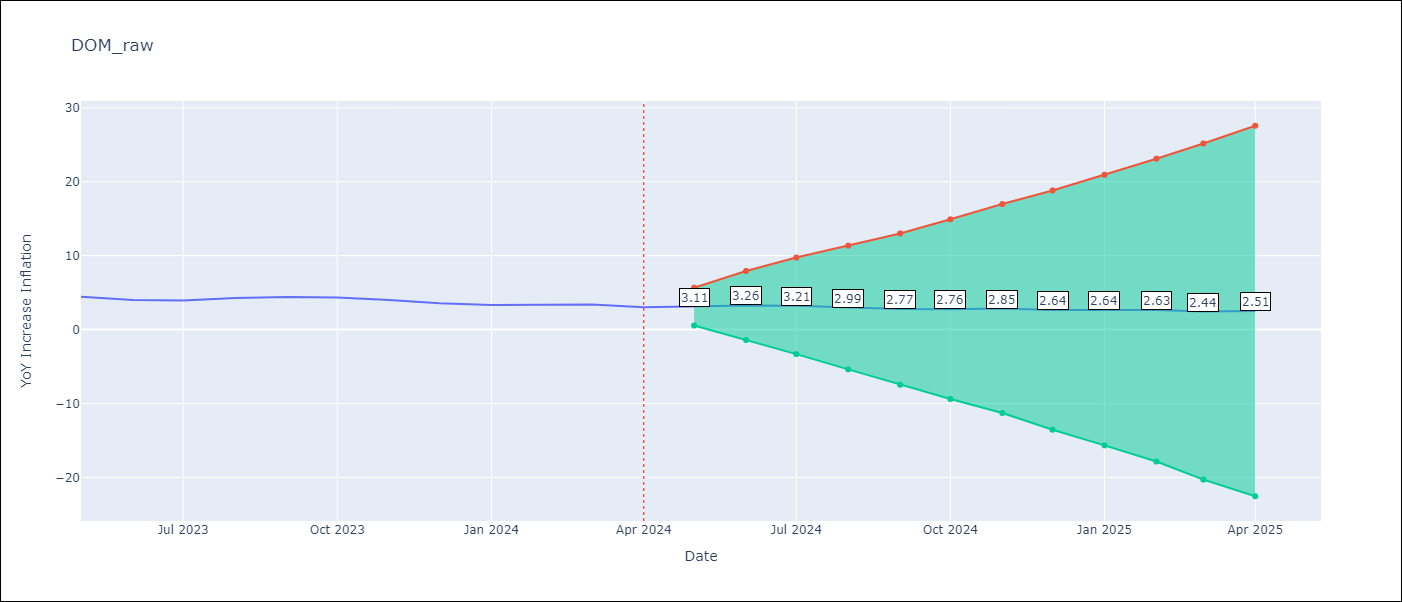 DOM_raw
30
20
10
0
−10
−20
YoY Increase Inflation
3.11
3.26
3.21
2.99
2.77
2.76
2.85
2.64
2.64
2.63
2.44
2.51
Jul 2023
Oct 2023
Jan 2024
Apr 2024
Jul 2024
Oct 2024
Jan 2025
Apr 2025
Date